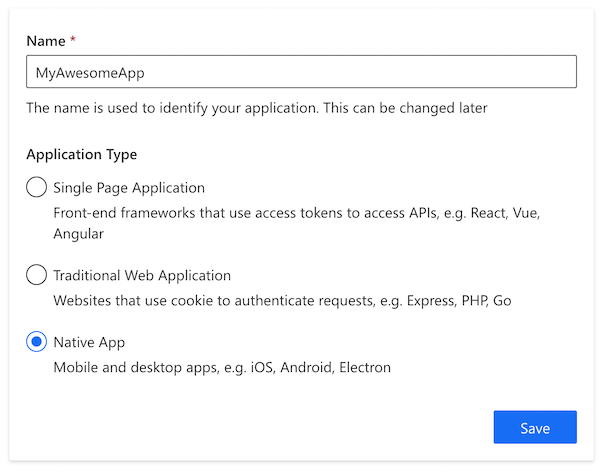 Name *
MyAwesomeApp
The name is used to identify your application. This can be changed later
Application Type
Single Page Application
Front-end frameworks that use access tokens to access APIs, e.g. React, Vue,
Angular
Traditional Web Application
Websites that use cookie to authenticate requests, e.g. Express, PHP, Go
Native App
Mobile and desktop apps, e.g. iOS, Android, Electron
Save